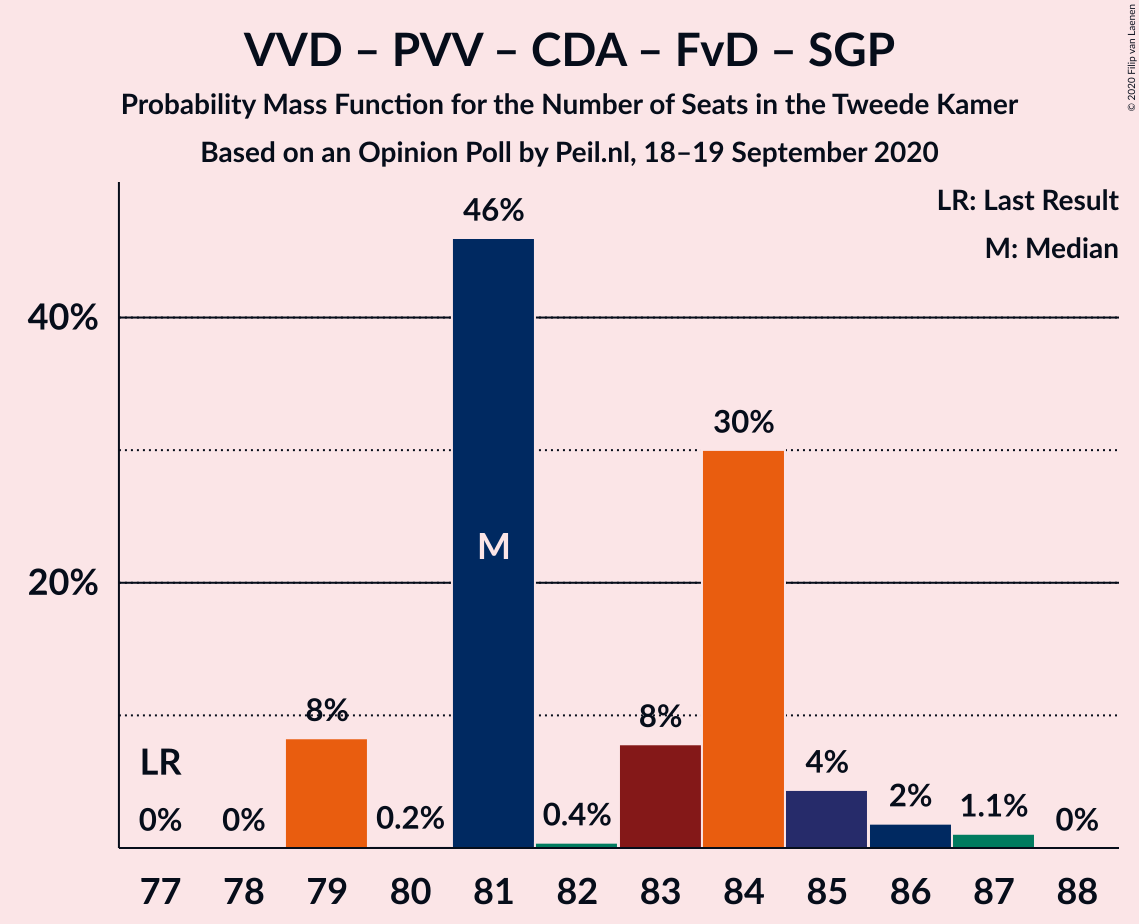 VVD – PVV – CDA – FvD – SGP
Probability Mass Function for the Number of Seats in the Tweede Kamer
Based on an Opinion Poll by Peil.nl, 18–19 September 2020
© 2020 Filip van Laenen
LR: Last Result
M: Median
46%
40%
30%
M
20%
8%
8%
LR
4%
2%
0%
0%
0.2%
0.4%
1.1%
0%
77 78 79 80 81 82 83 84 85 86 87 88